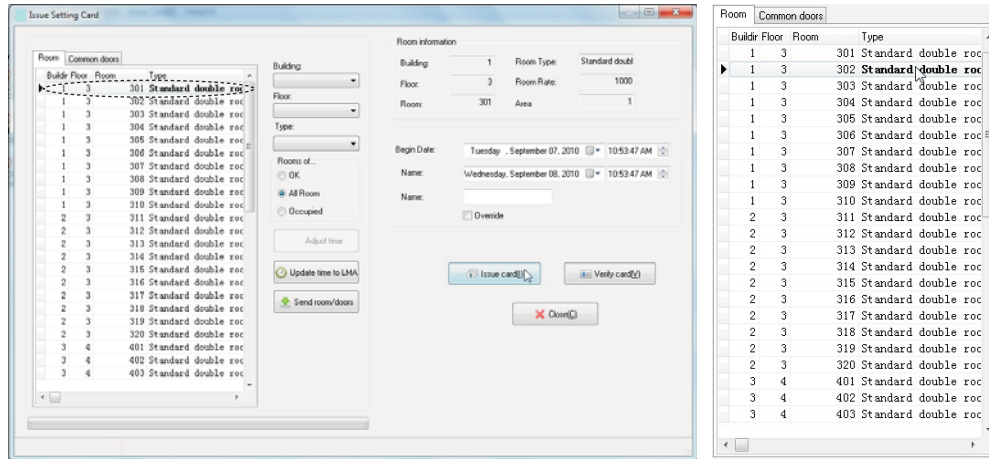 Issue Setting Card
Room Common doors
Buildir Floor Room Type
1 3 301 Standard double roo
1 3 302 Standard double roc
1 3 303 Standard double roc
1 3 304 Standard double roc
1 3 305 Standard double roc
1 3 306 Standard double roc
1 3 307 Standard double roc
1 3 308 Standard double roc
1 3 309 Standard double roc
1 3 310 Standard double roc
2 3 311 Standard double roc
2 3 312 Standard double roc
2 3 313 Standard double roc
2 3 314 Standard double roc
2 3 315 Standard double roc
2 3 316 Standard double roc
2 3 317 Standard double roc
2 3 318 Standard double roc
2 3 319 Standard double roc
2 3 320 Standard double roc
3 4 401 Standard double roc
3 4 402 Standard double roc
3 4 403 Standard double roc
Building:
Floor:
Type:
Rooms of...
OK
All Room
Occupied
Adjust time
Update time to LMA
Send room/doors
Room information
Building: 1 Room Type: Standard doubl
Floor: 3 Room Rate: 1000
Room: 301 Area 1
Begin Date: Tuesday , September 07, 2010 10:53:47 AM
Name: Wednesday, September 08, 2010 10:53:47 AM
Name:
Override
Issue card(I)
Verify card(V)
Close(C)
Room Common doors
Buildir Floor Room Type
1 3 301 Standard double roc
1 3 302 Standard double roc
1 3 303 Standard double roc
1 3 304 Standard double roc
1 3 305 Standard double roc
1 3 306 Standard double roc
1 3 307 Standard double roc
1 3 308 Standard double roc
1 3 309 Standard double roc
1 3 310 Standard double roc
2 3 311 Standard double roc
2 3 312 Standard double roc
2 3 313 Standard double roc
2 3 314 Standard double roc
2 3 315 Standard double roc
2 3 316 Standard double roc
2 3 317 Standard double roc
2 3 318 Standard double roc
2 3 319 Standard double roc
2 3 320 Standard double roc
3 4 401 Standard double roc
3 4 402 Standard double roc
3 4 403 Standard double roc